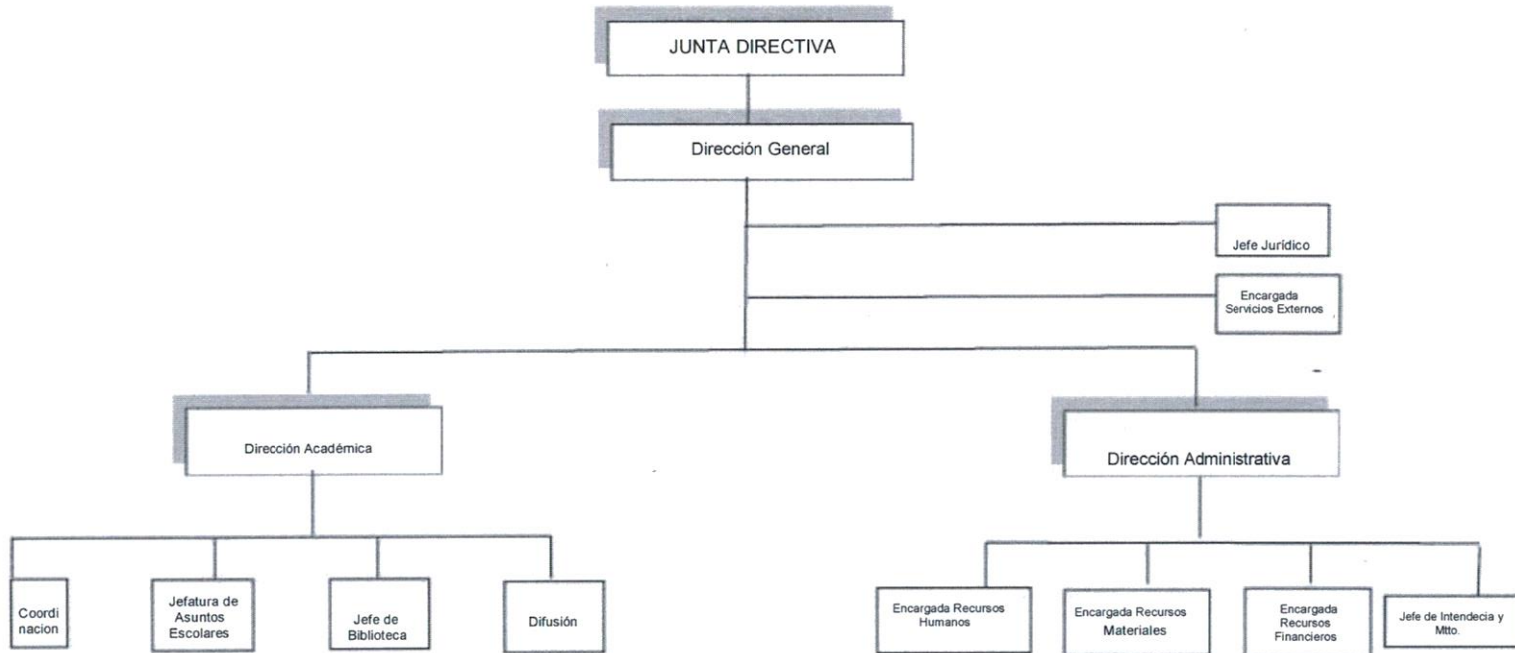 JUNTA DIRECTIVA
Dirección General
Jefe Jurídico
Encargada
Servicios Externos
Dirección Académica
Dirección Administrativa
Coordi
nacion
Jefatura de
Asuntos
Escolares
Jefe de
Biblioteca
Difusión
Encargada Recursos
Humanos
Encargada Recursos
Materiales
Encargada
Recursos
Financieros
Jefe de Intendecia y
Mtto.